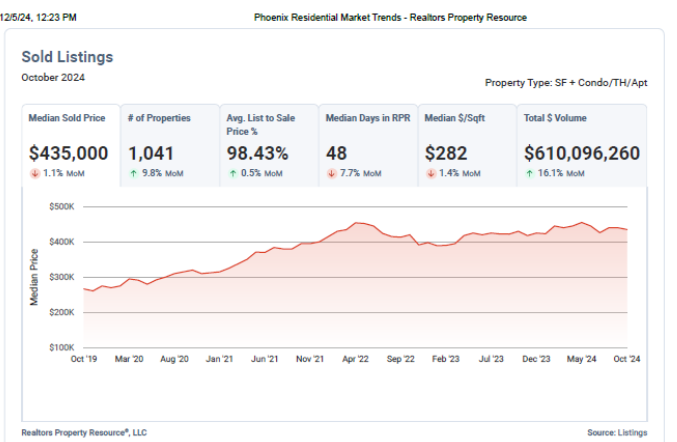 12/5/24, 12:23 PM Phoenix Residential Market Trends - Realtors Property Resource
Sold Listings
October 2024
Property Type: SF + Condo/TH/Apt
Median Sold Price
$435,000
1.1% MoM
# of Properties
1,041
9.8% MoM
Avg. List to Sale
Price %
98.43%
0.5% MoM
Median Days in RPR
48
7.7% MoM
Median $/Sqft
$282
1.4% MoM
Total $ Volume
$610,096,260
16.1% MoM
Median Price
$500K
$400K
$300K
$200K
$100K
Oct '19 Mar '20 Aug '20 Jan '21 Jun '21 Nov '21 Apr '22 Sep '22 Feb '23 Jul '23 Dec '23 May '24 Oct '24
Realtors Property Resource®, LLC Source: Listings